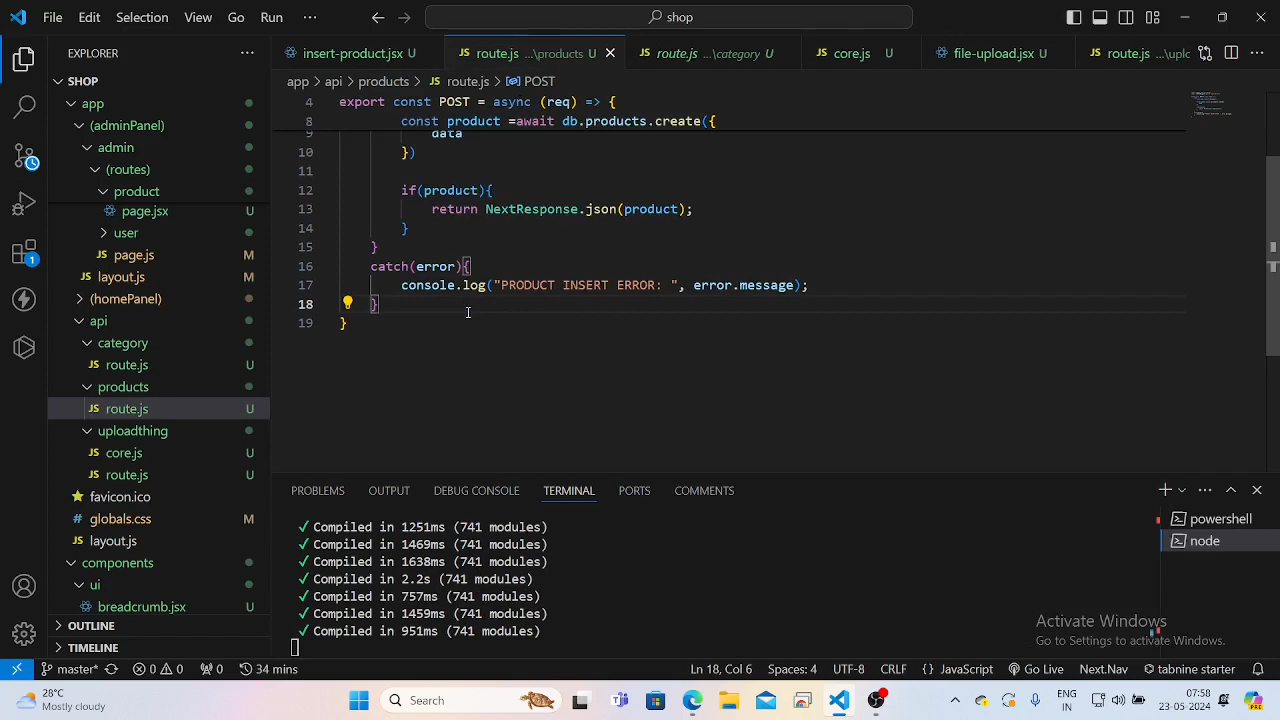 File Edit Selection View Go Run ··· shop
EXPLORER
insert-product.jsx U
route.js ...\products U
route.js ...\category U
core.js U
file-upload.jsx U
route.js ...\uplc
SHOP
app
(adminPanel)
admin
(routes)
product
page.jsx U
user
page.js M
layout.js M
(homePanel)
api
category
route.js U
products
route.js U
uploadthing
core.js U
route.js U
favicon.ico
globals.css M
layout.js
components
ui
breadcrumb.jsx U
OUTLINE
TIMELINE
app > api > products > JS route.js > POST
4 export const POST = async (req) => {
8 const product =await db.products.create({
9 data
10 })
11
12 if(product){
13 return NextResponse.json(product);
14 }
15 }
16 catch(error){
17 console.log("PRODUCT INSERT ERROR: ", error.message);
18 }
19 }
PROBLEMS OUTPUT DEBUG CONSOLE TERMINAL PORTS COMMENTS
✓ Compiled in 1251ms (741 modules)
✓ Compiled in 1469ms (741 modules)
✓ Compiled in 1638ms (741 modules)
✓ Compiled in 2.2s (741 modules)
✓ Compiled in 757ms (741 modules)
✓ Compiled in 1459ms (741 modules)
✓ Compiled in 951ms (741 modules)
powershell
node
1
Activate Windows
Go to Settings to activate Windows.
master* 0 0 0 34 mins Ln 18, Col 6 Spaces: 4 UTF-8 CRLF {} JavaScript Go Live Next.Nav tabnine starter
28°C
Mostly cloudy
Search
ENG
IN
07:58
23-05-2024